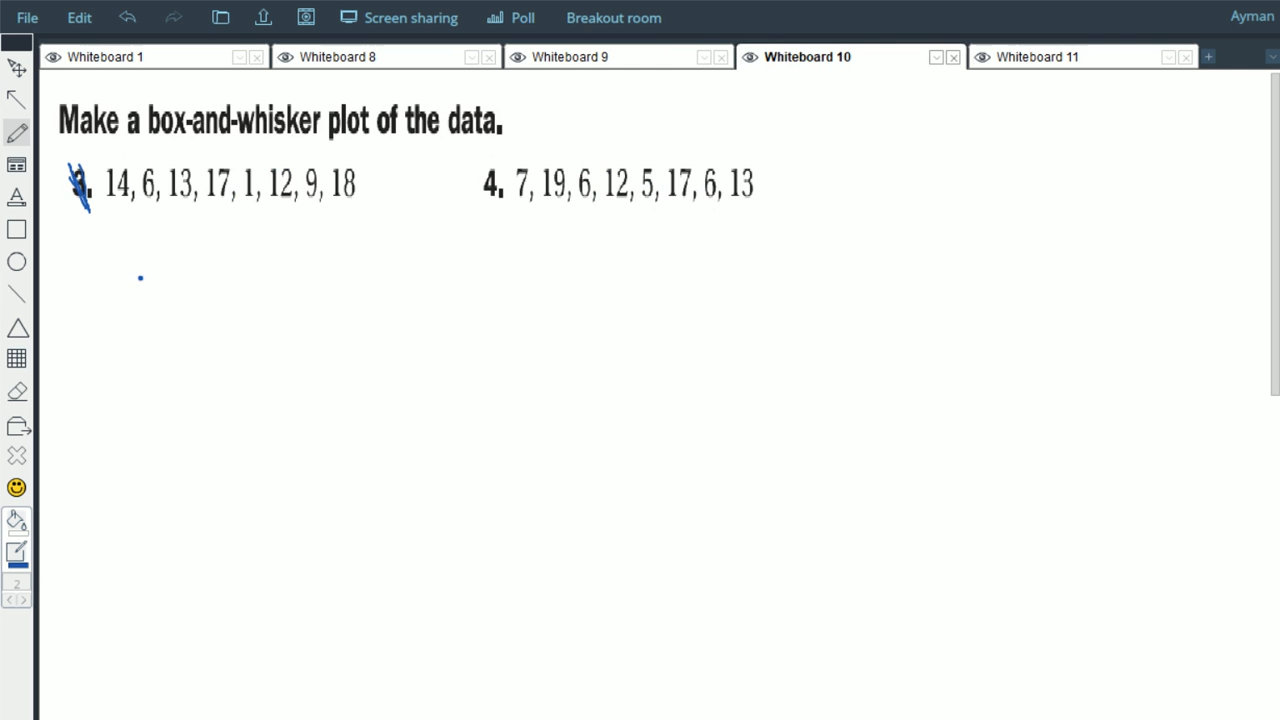 File Edit Screen sharing Poll Breakout room Ayman
Whiteboard 1 Whiteboard 8 Whiteboard 9 Whiteboard 10 Whiteboard 11
Make a box-and-whisker plot of the data.
3. 14, 6, 13, 17, 1, 12, 9, 18 4. 7, 19, 6, 12, 5, 17, 6, 13
2